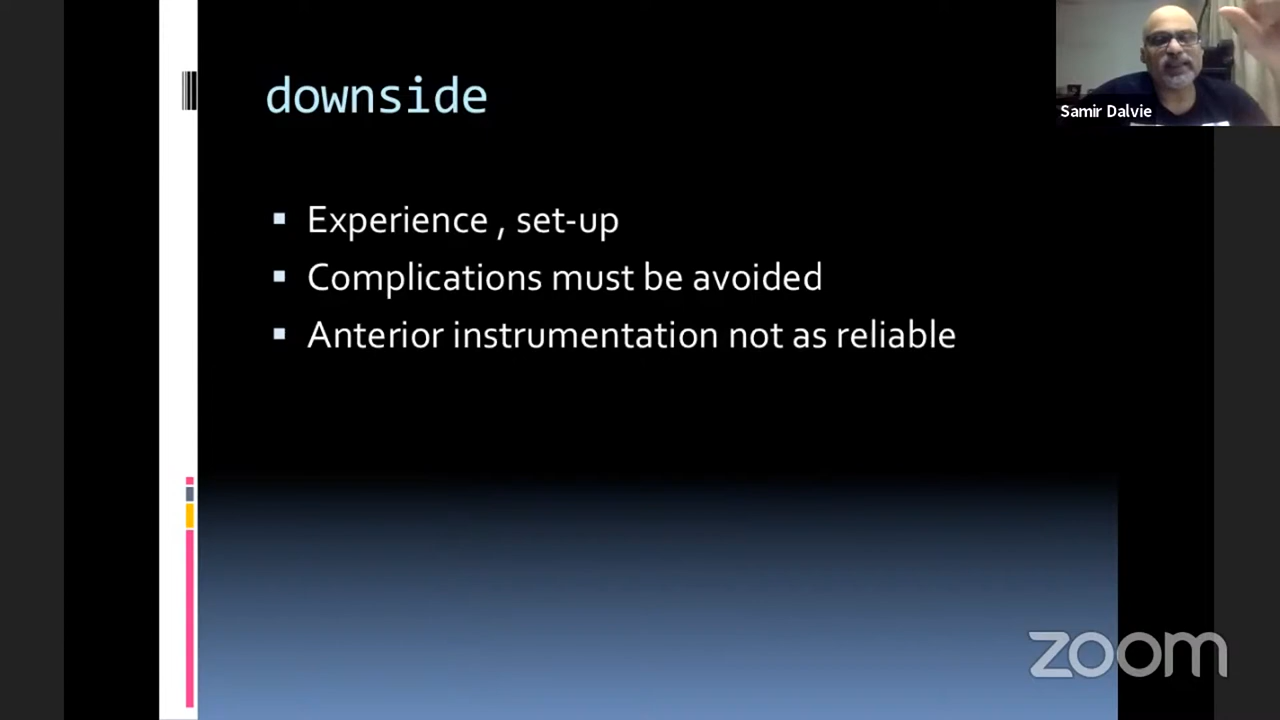 downside
Samir Dalvie
Experience , set-up
Complications must be avoided
Anterior instrumentation not as reliable
zoom